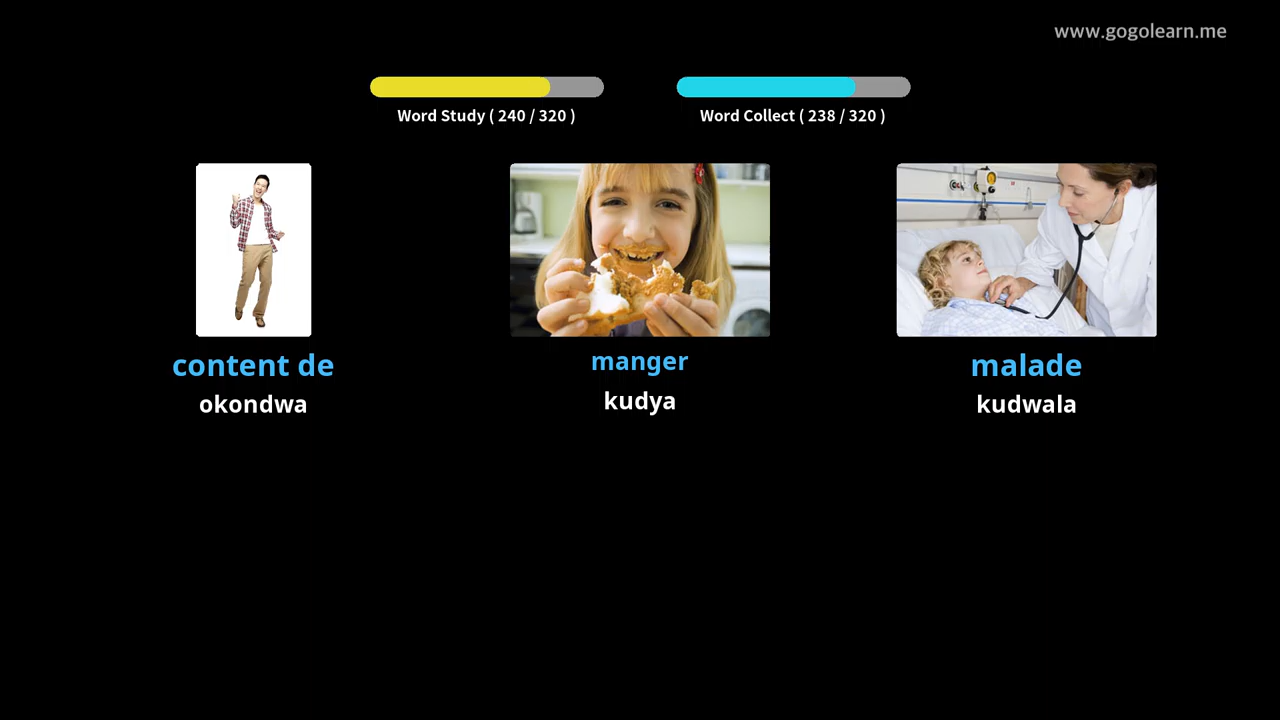 www.gogolearn.me
Word Study ( 240 / 320 )
Word Collect ( 238 / 320 )
content de
okondwa
manger
kudya
malade
kudwala